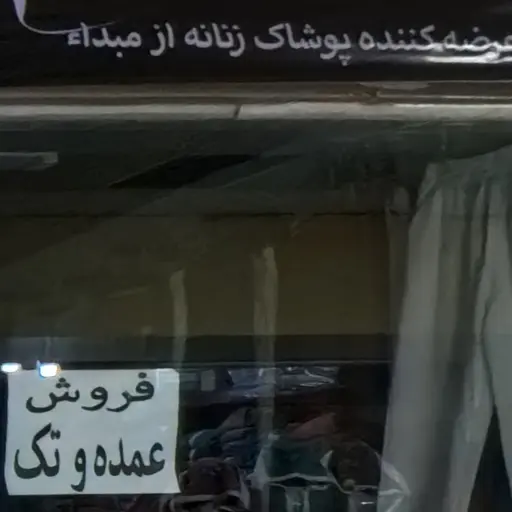 عرضه‌کننده پوشاک زنانه از مبداء
فروش
عمده و تک